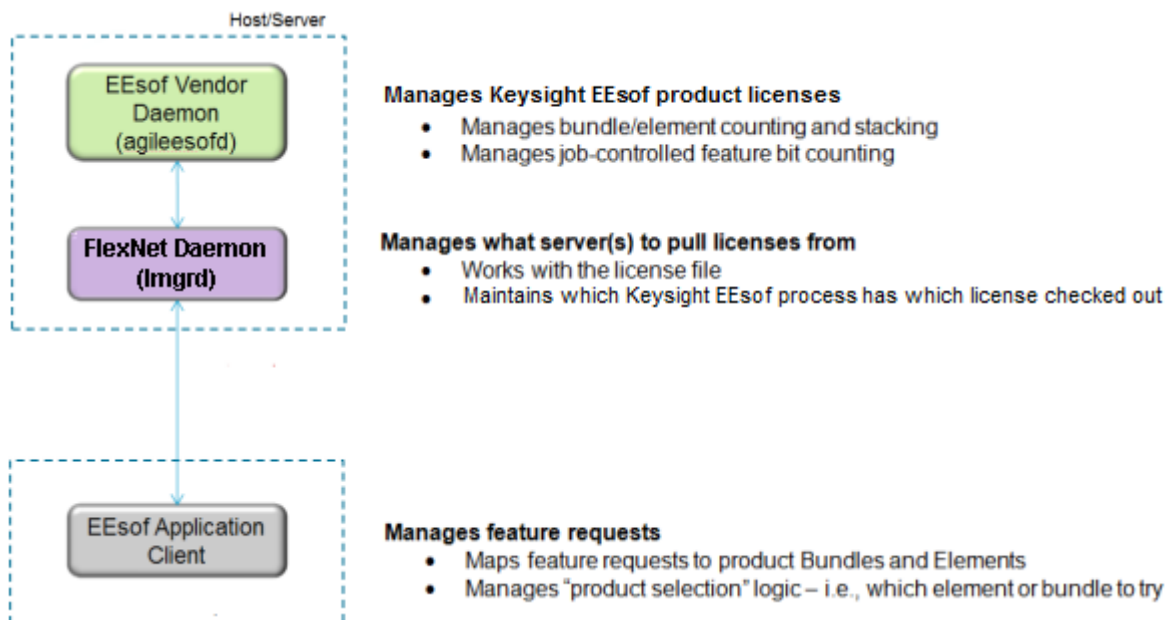 Host/Server
EEsof Vendor
Daemon
(agileesofd)
Manages Keysight EEsof product licenses
• Manages bundle/element counting and stacking
• Manages job-controlled feature bit counting
FlexNet Daemon
(lmgrd)
Manages what server(s) to pull licenses from
• Works with the license file
• Maintains which Keysight EEsof process has which license checked out
EEsof Application
Client
Manages feature requests
• Maps feature requests to product Bundles and Elements
• Manages “product selection” logic – i.e., which element or bundle to try